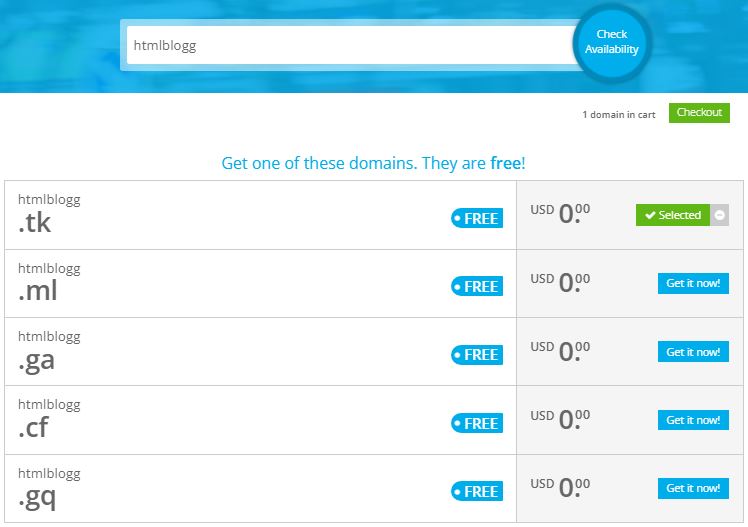 htmlblogg
Check
Availability
1 domain in cart
Checkout
Get one of these domains. They are free!
htmlblogg
.tk
FREE
USD 0.00
Selected
htmlblogg
.ml
FREE
USD 0.00
Get it now!
htmlblogg
.ga
FREE
USD 0.00
Get it now!
htmlblogg
.cf
FREE
USD 0.00
Get it now!
htmlblogg
.gq
FREE
USD 0.00
Get it now!